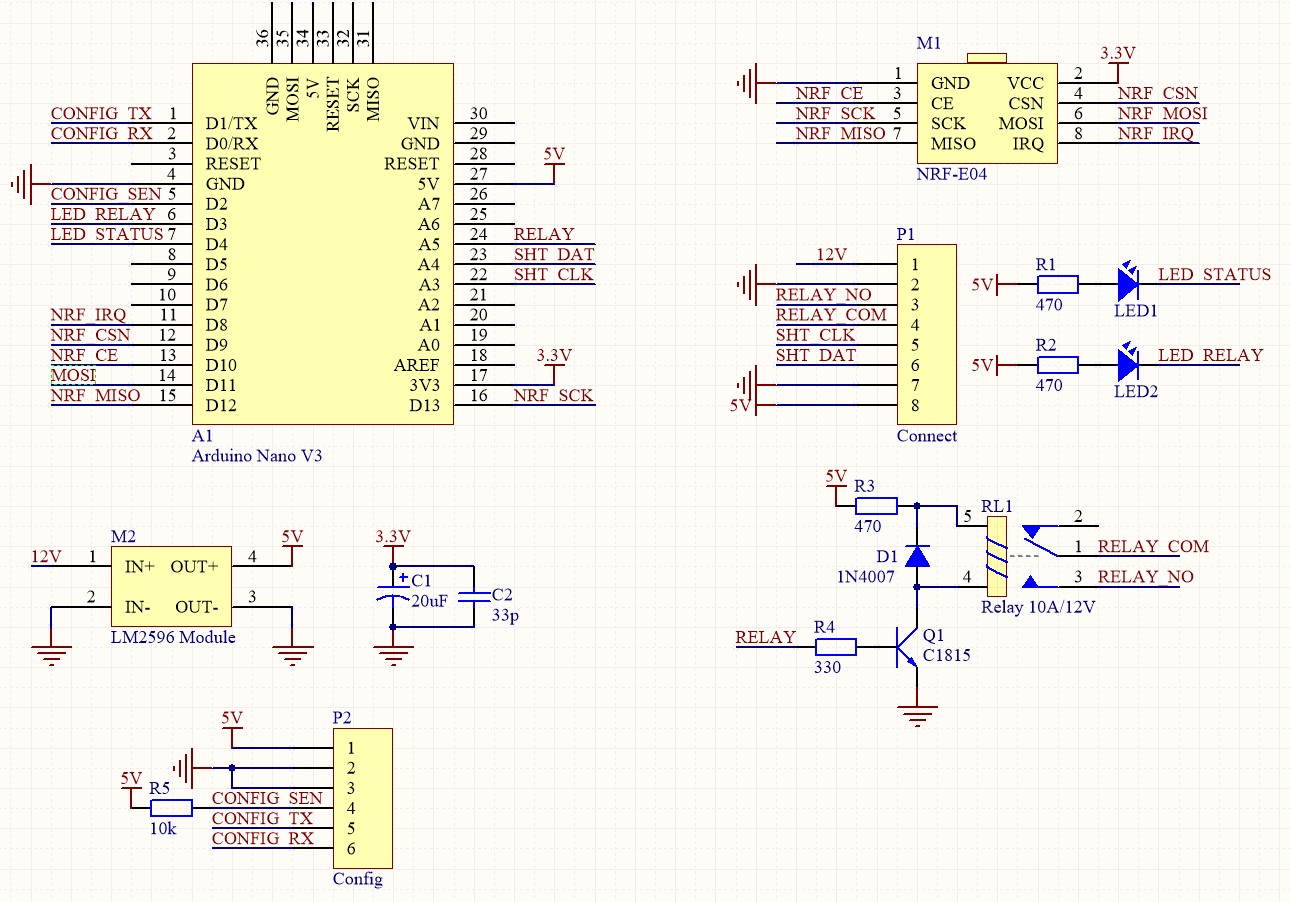 36 35 34 33 32 31
GND MOSI 5V RESET SCK MISO
CONFIG_TX 1 D1/TX
CONFIG_RX 2 D0/RX
3 RESET
4 GND
CONFIG_SEN 5 D2
LED_RELAY 6 D3
LED_STATUS 7 D4
8 D5
9 D6
10 D7
NRF_IRQ 11 D8
NRF_CSN 12 D9
NRF_CE 13 D10
MOSI 14 D11
NRF_MISO 15 D12
VIN 30
GND 29
RESET 28
5V 27 5V
A7 26
A6 25
A5 24 RELAY
A4 23 SHT_DAT
A3 22 SHT_CLK
A2 21
A1 20
A0 19
AREF 18
3V3 17 3.3V
D13 16 NRF_SCK
A1
Arduino Nano V3
M1
3.3V
1 GND VCC 2
NRF_CE 3 CE CSN 4 NRF_CSN
NRF_SCK 5 SCK MOSI 6 NRF_MOSI
NRF_MISO 7 MISO IRQ 8 NRF_IRQ
NRF-E04
P1
12V 1
2
RELAY_NO 3
RELAY_COM 4
SHT_CLK 5
SHT_DAT 6
7
5V 8
Connect
R1
5V LED_STATUS
470 LED1
R2
5V LED_RELAY
470 LED2
M2
12V 1 IN+ OUT+ 4 5V
2 IN- OUT- 3
LM2596 Module
3.3V
+ C1
20uF
C2
33p
5V R3
470
D1
1N4007
RL1
5 2
1 RELAY_COM
4 3 RELAY_NO
Relay 10A/12V
RELAY R4
330
Q1
C1815
5V P2
1
2
3
5V R5
10k
CONFIG_SEN 4
CONFIG_TX 5
CONFIG_RX 6
Config